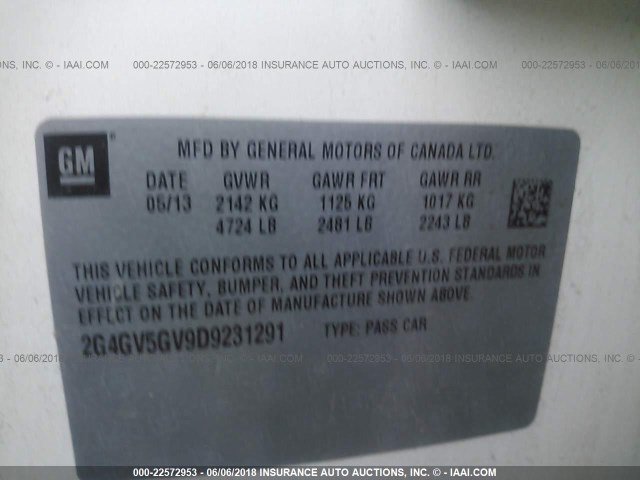 000-22572953 - 06/06/2018 INSURANCE AUTO AUCTIONS, INC. © - IAAI.COM
GM
MFD BY GENERAL MOTORS OF CANADA LTD.
DATE GVWR GAWR FRT GAWR RR
05/13 2142 KG 1125 KG 1017 KG
4724 LB 2481 LB 2243 LB
THIS VEHICLE CONFORMS TO ALL APPLICABLE U.S. FEDERAL MOTOR
VEHICLE SAFETY, BUMPER, AND THEFT PREVENTION STANDARDS IN
EFFECT ON THE DATE OF MANUFACTURE SHOWN ABOVE.
2G4GV5GV9D9231291 TYPE: PASS CAR
000-22572953 - 06/06/2018 INSURANCE AUTO AUCTIONS, INC. © - IAAI.COM
000-22572953 - 06/06/2018 INSURANCE AUTO AUCTIONS, INC. © - IAAI.COM